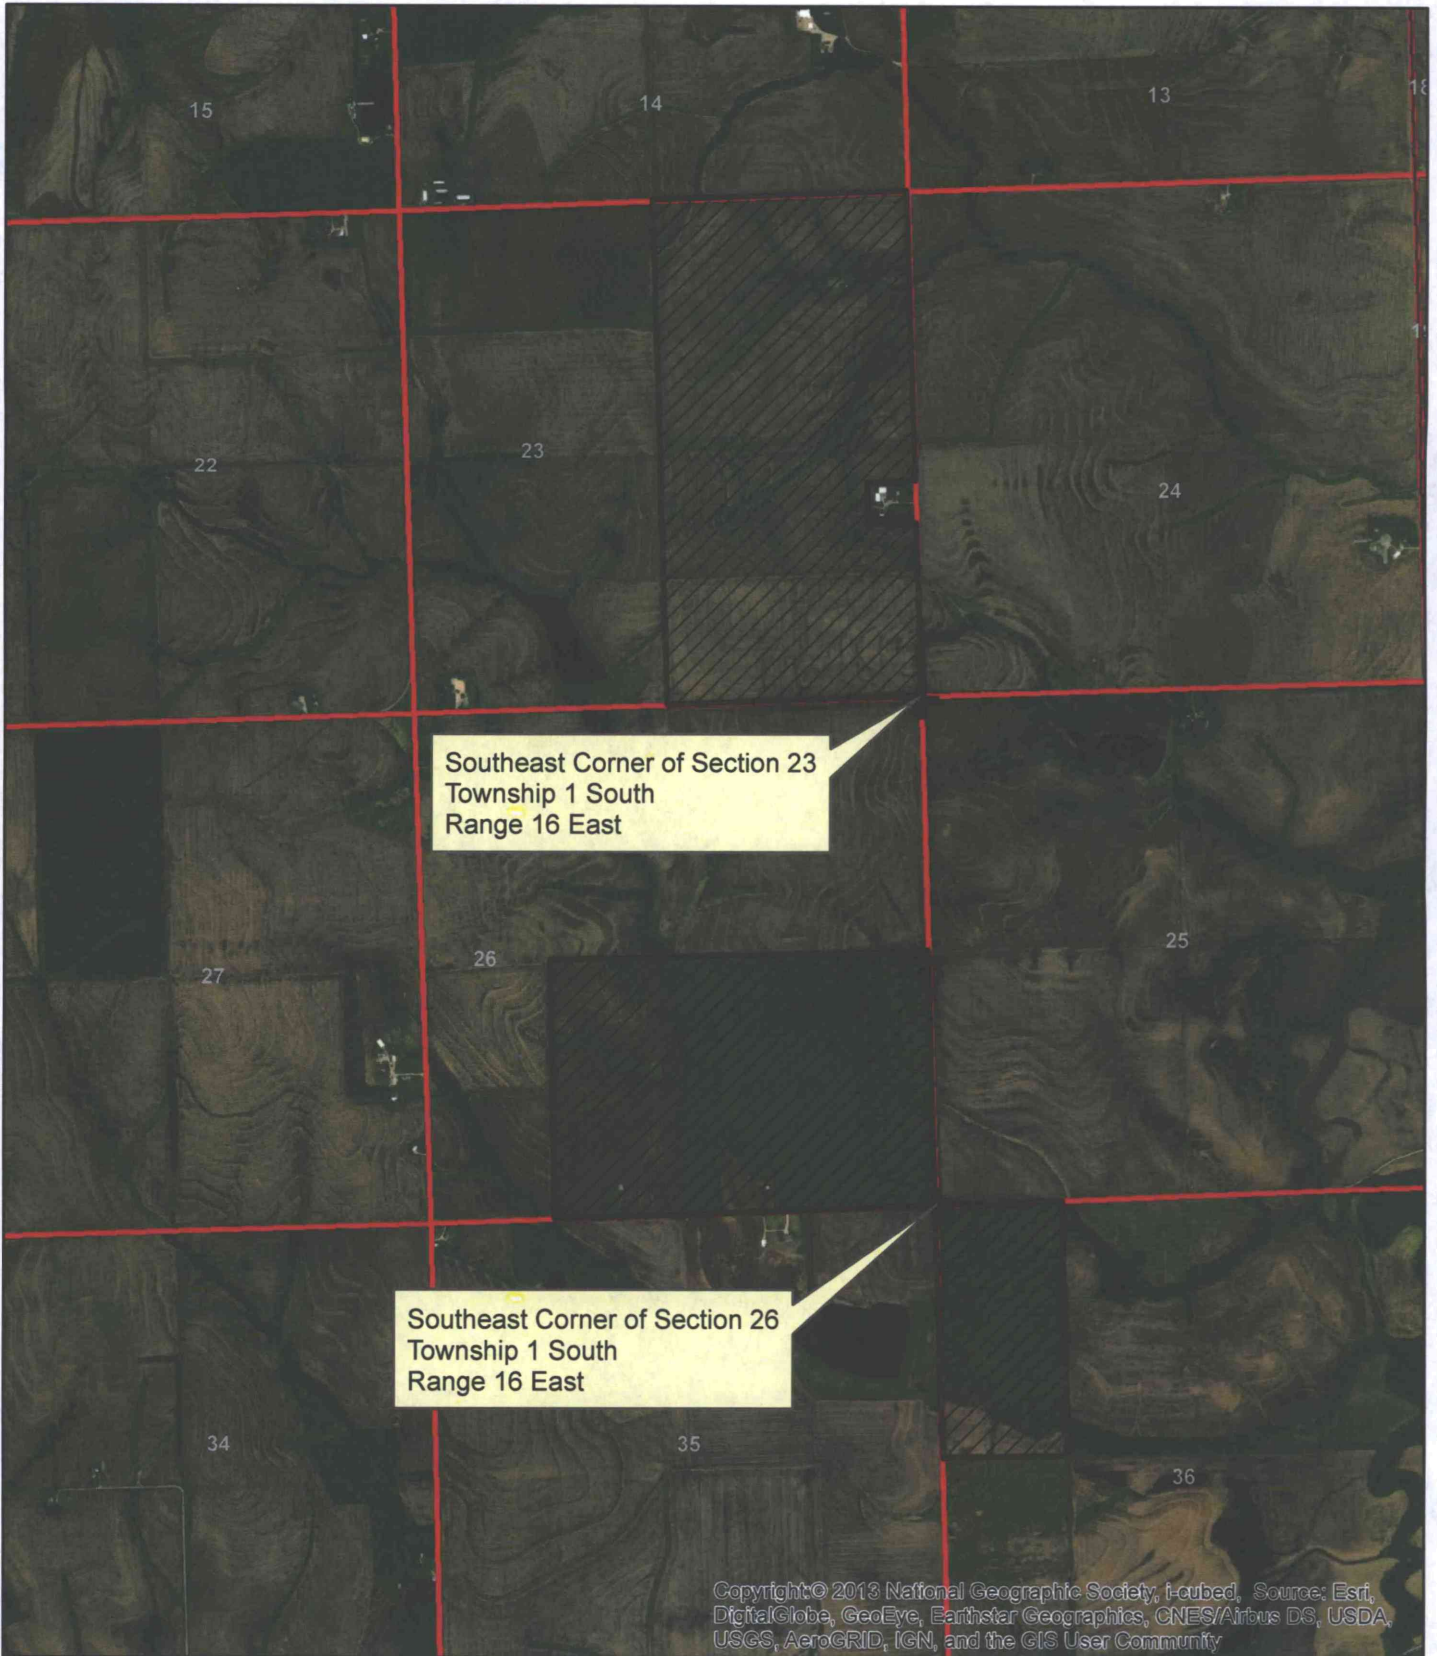 15
14
13
18
22
23
24
Southeast Corner of Section 23
Township 1 South
Range 16 East
27
26
25
Southeast Corner of Section 26
Township 1 South
Range 16 East
34
35
36
Copyright:© 2013 National Geographic Society, i-cubed, Source: Esri,
DigitalGlobe, GeoEye, Earthstar Geographics, CNES/Airbus DS, USDA,
USGS, AeroGRID, IGN, and the GIS User Community